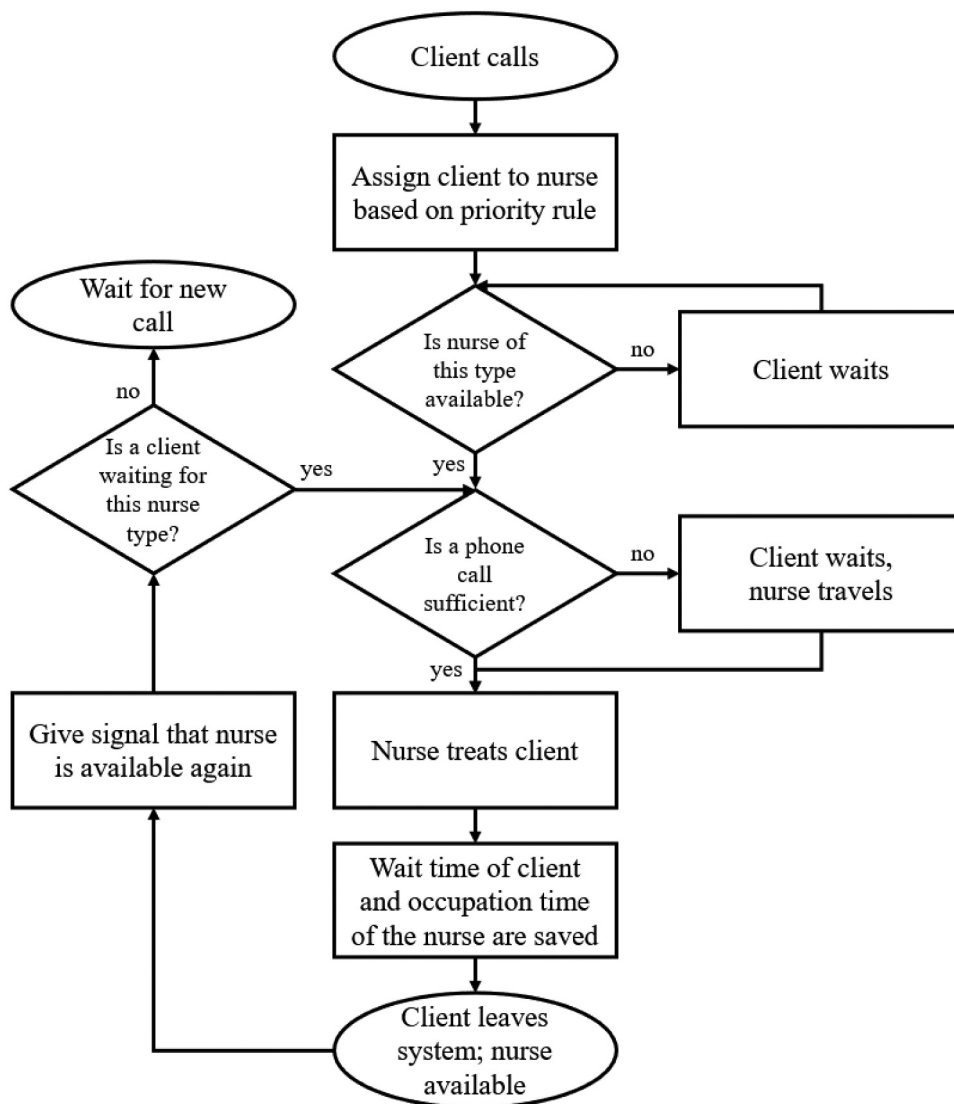 Client calls
Assign client to nurse
based on priority rule
Wait for new
call
Is nurse of
this type
available?
no
Client waits
no
yes
Is a client
waiting for
this nurse
type?
yes
Is a phone
call
sufficient?
no
Client waits,
nurse travels
yes
Give signal that nurse
is available again
Nurse treats client
Wait time of client
and occupation time
of the nurse are saved
Client leaves
system; nurse
available